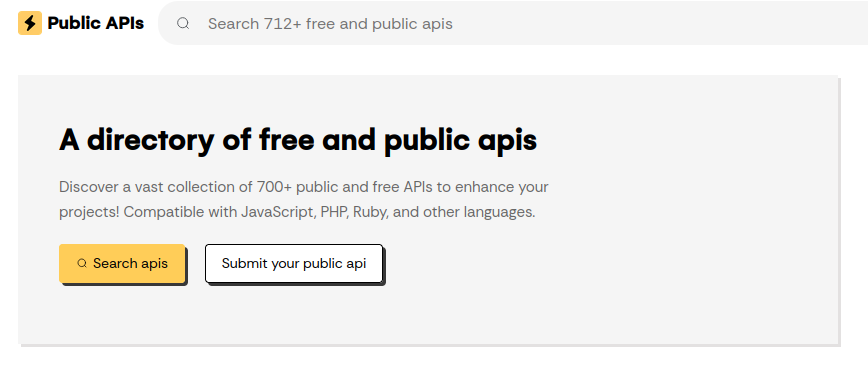 Public APIs
Search 712+ free and public apis
A directory of free and public apis
Discover a vast collection of 700+ public and free APIs to enhance your
projects! Compatible with JavaScript, PHP, Ruby, and other languages.
Search apis
Submit your public api